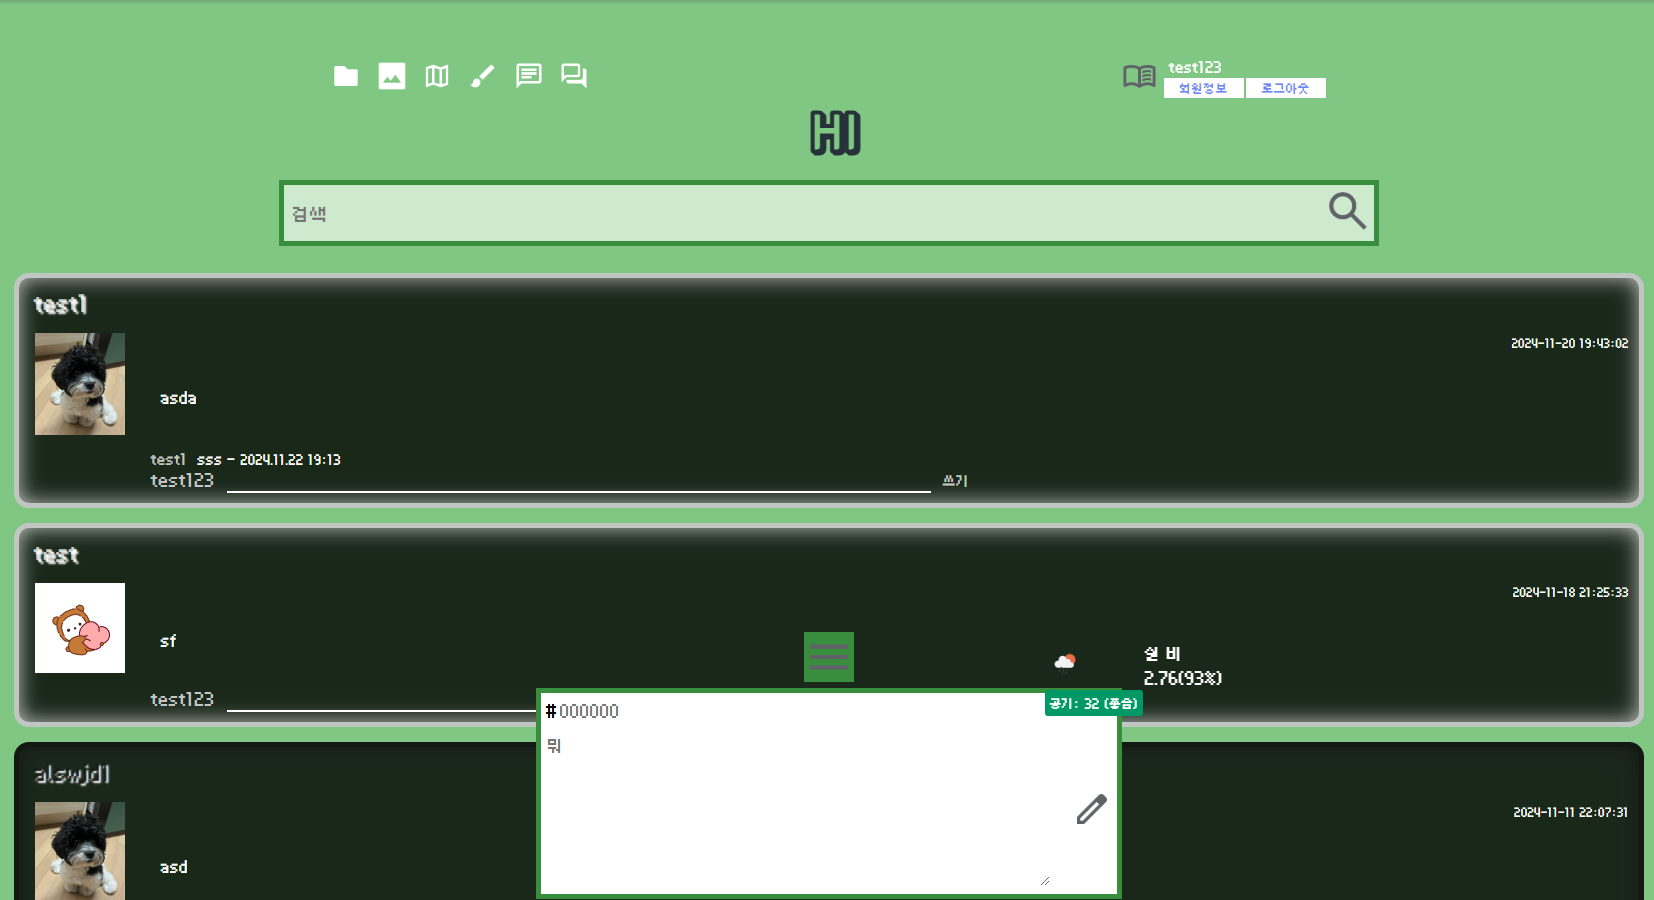 test123
회원정보 로그아웃
HI
검색
test1
2024-11-20 19:43:02
asda
test1 sss - 2024.11.22 19:13
test123 쓰기
test
2024-11-18 21:25:33
sf
쉴 비
2.76(93%)
test123
공기: 32 (좋음)
#000000
뭐
alswjd1
2024-11-11 22:07:31
asd